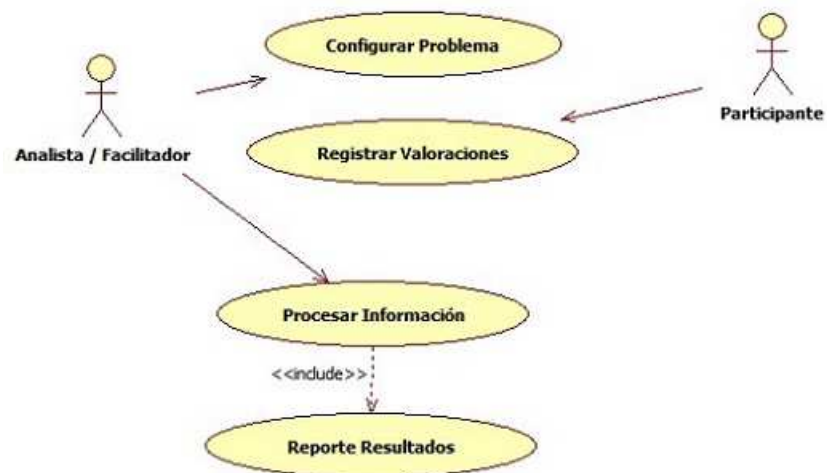 Configurar Problema
Analista / Facilitador
Participante
Registrar Valoraciones
Procesar Información
<<include>>
Reporte Resultados